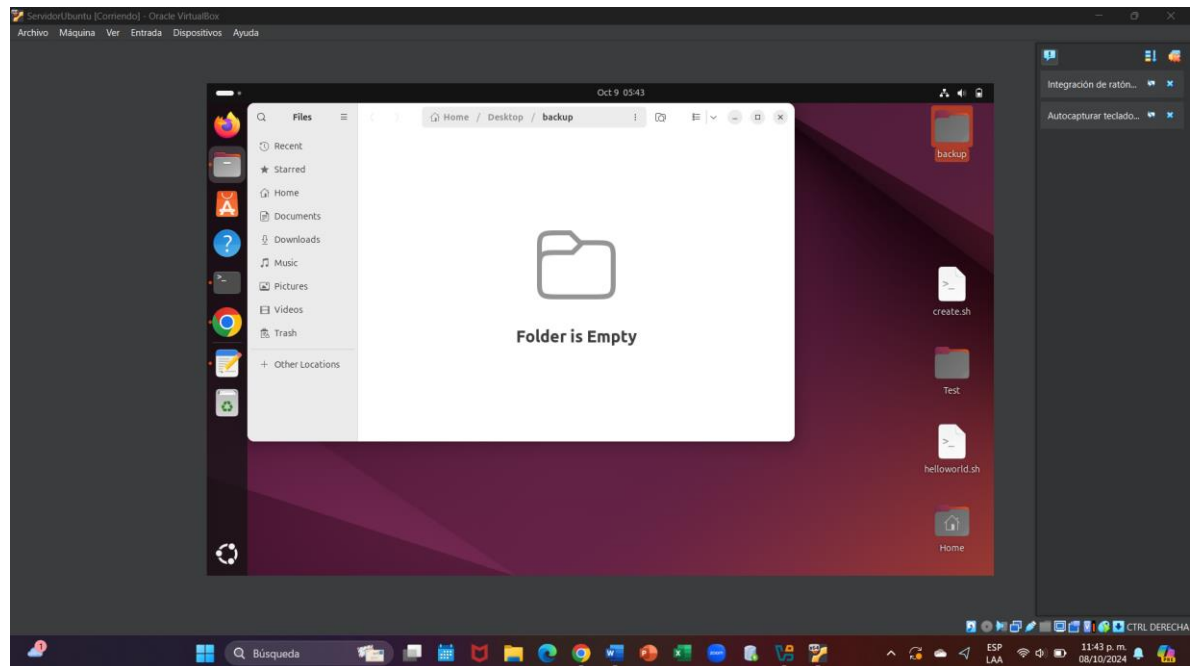 ServidorUbuntu [Corriendo] - Oracle VirtualBox
Archivo Máquina Ver Entrada Dispositivos Ayuda
Integración de ratón...
Autocapturar teclado...
Oct 9 05:43
Files
Home / Desktop / backup
Recent
Starred
Home
Documents
Downloads
Music
Pictures
Videos
Trash
+ Other Locations
Folder is Empty
backup
create.sh
Test
helloworld.sh
Home
CTRL DERECHA
Búsqueda
ESP
LAA
11:43 p. m.
08/10/2024